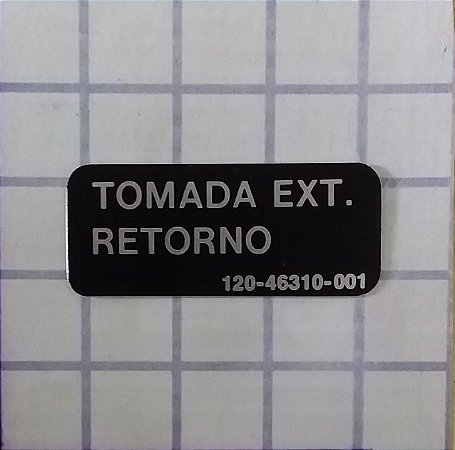 TOMADA EXT.
RETORNO
120-46310-001